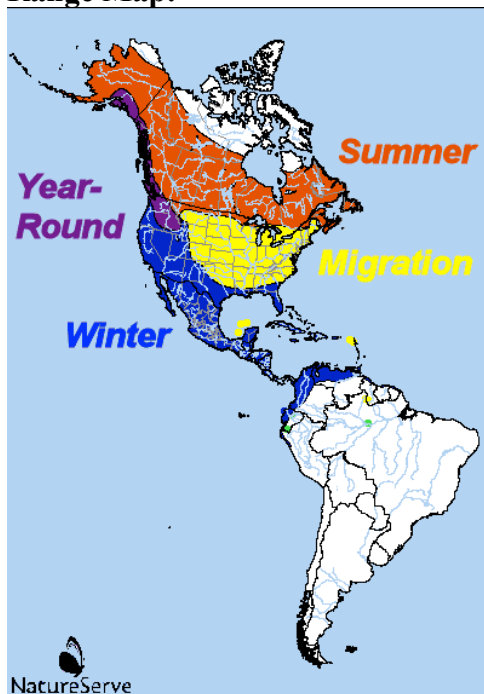 Summer
Year-
Round
Migration
Winter
NatureServe